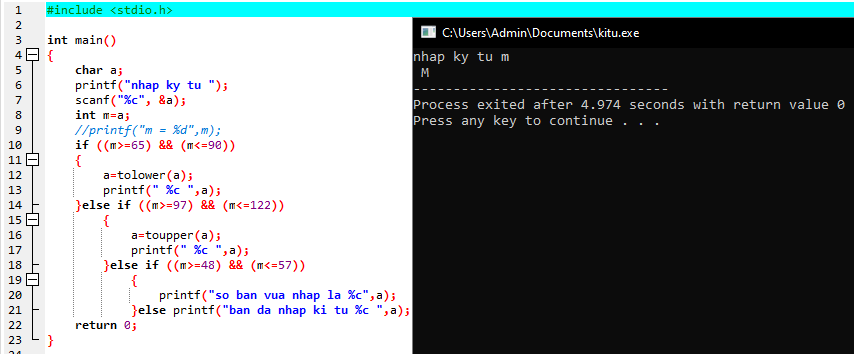 1 #include <stdio.h>
2
3 int main()
4 {
5 char a;
6 printf("nhap ky tu ");
7 scanf("%c", &a);
8 int m=a;
9 //printf("m = %d",m);
10 if ((m>=65) && (m<=90))
11 {
12 a=tolower(a);
13 printf(" %c ",a);
14 }else if ((m>=97) && (m<=122))
15 {
16 a=toupper(a);
17 printf(" %c ",a);
18 }else if ((m>=48) && (m<=57))
19 {
20 printf("so ban vua nhap la %c",a);
21 }else printf("ban da nhap ki tu %c ",a);
22 return 0;
23 }
24
C:\Users\Admin\Documents\kitu.exe
nhap ky tu m
M
--------------------------------
Process exited after 4.974 seconds with return value 0
Press any key to continue . . .